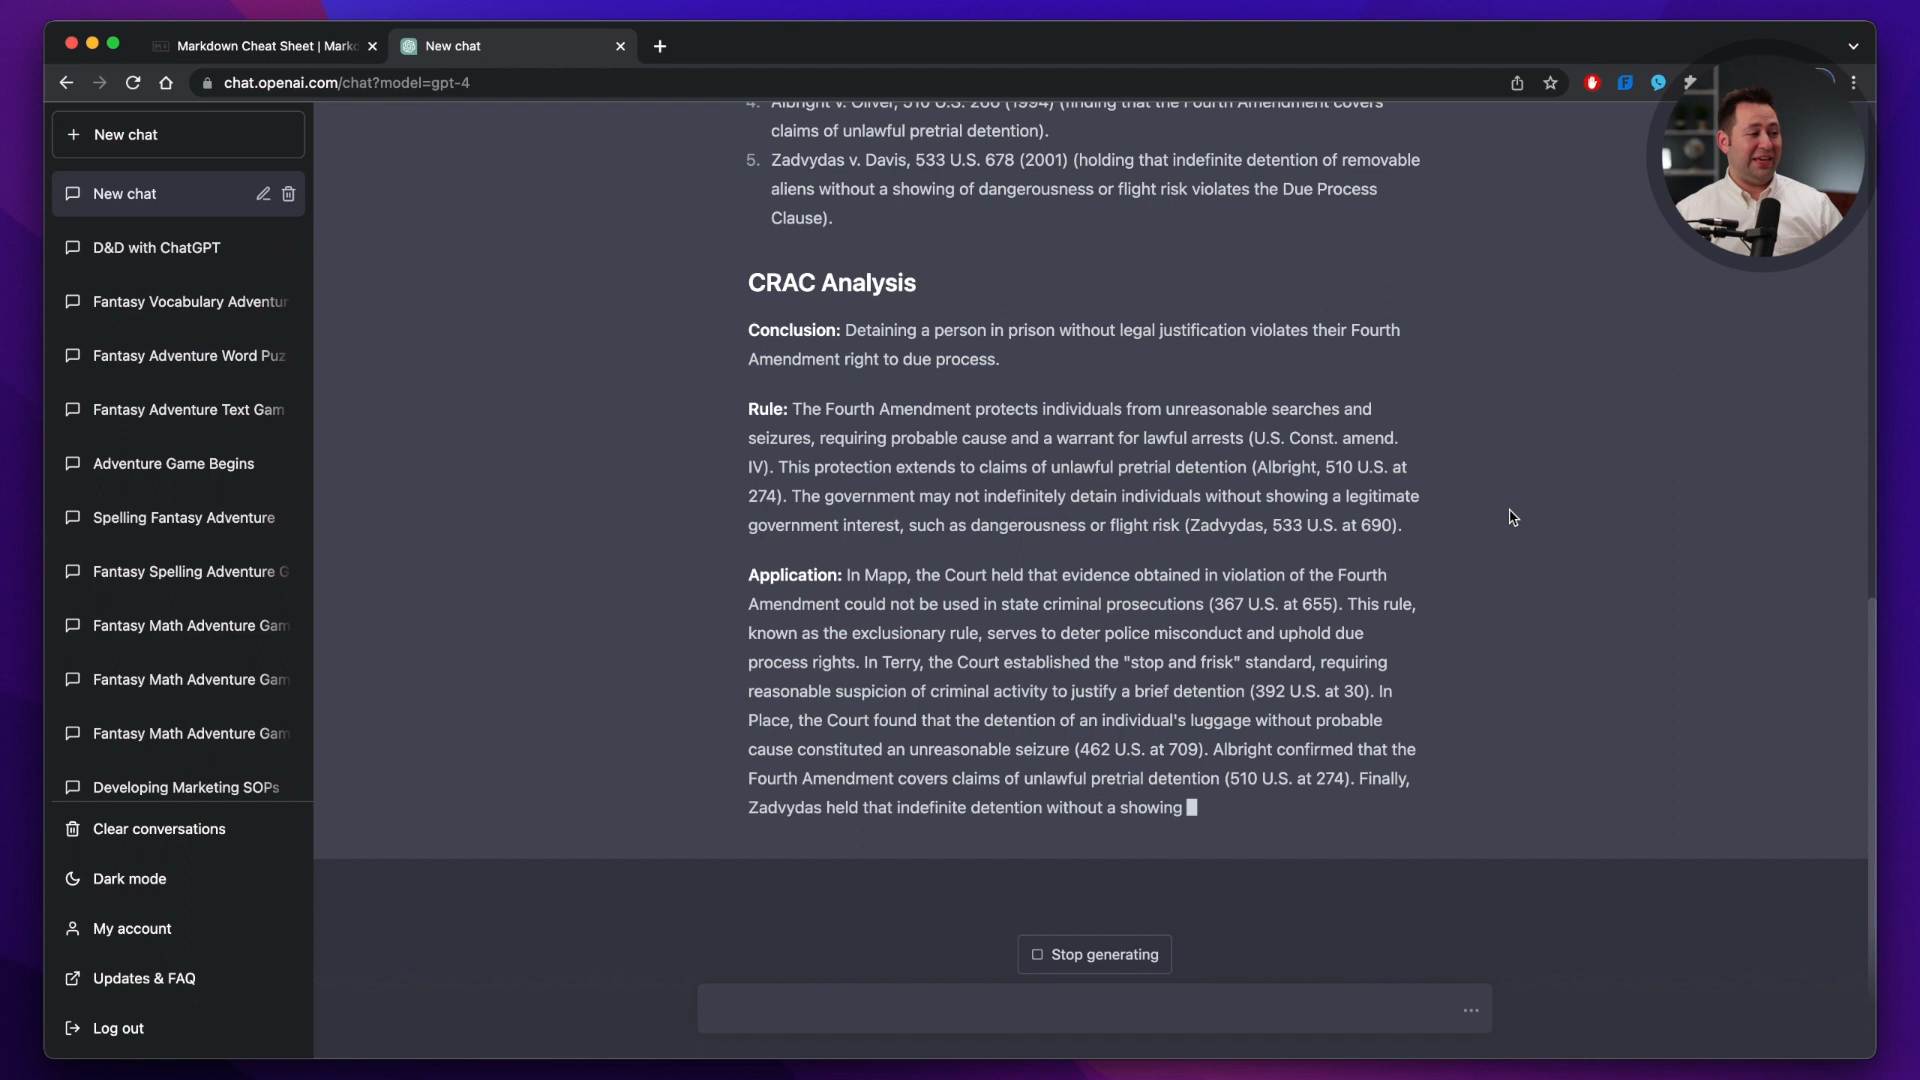 Markdown Cheat Sheet | Mark
New chat
chat.openai.com/chat?model=gpt-4
New chat
New chat
D&D with ChatGPT
Fantasy Vocabulary Adventur
Fantasy Adventure Word Puz
Fantasy Adventure Text Gam
Adventure Game Begins
Spelling Fantasy Adventure
Fantasy Spelling Adventure G
Fantasy Math Adventure Gam
Fantasy Math Adventure Gam
Fantasy Math Adventure Gam
Developing Marketing SOPs
Clear conversations
Dark mode
My account
Updates & FAQ
Log out
4. Albright v. Oliver, 510 U.S. 266 (1994) (finding that the Fourth Amendment covers
claims of unlawful pretrial detention).
5. Zadvydas v. Davis, 533 U.S. 678 (2001) (holding that indefinite detention of removable
aliens without a showing of dangerousness or flight risk violates the Due Process
Clause).
CRAC Analysis
Conclusion: Detaining a person in prison without legal justification violates their Fourth
Amendment right to due process.
Rule: The Fourth Amendment protects individuals from unreasonable searches and
seizures, requiring probable cause and a warrant for lawful arrests (U.S. Const. amend.
IV). This protection extends to claims of unlawful pretrial detention (Albright, 510 U.S. at
274). The government may not indefinitely detain individuals without showing a legitimate
government interest, such as dangerousness or flight risk (Zadvydas, 533 U.S. at 690).
Application: In Mapp, the Court held that evidence obtained in violation of the Fourth
Amendment could not be used in state criminal prosecutions (367 U.S. at 655). This rule,
known as the exclusionary rule, serves to deter police misconduct and uphold due
process rights. In Terry, the Court established the "stop and frisk" standard, requiring
reasonable suspicion of criminal activity to justify a brief detention (392 U.S. at 30). In
Place, the Court found that the detention of an individual's luggage without probable
cause constituted an unreasonable seizure (462 U.S. at 709). Albright confirmed that the
Fourth Amendment covers claims of unlawful pretrial detention (510 U.S. at 274). Finally,
Zadvydas held that indefinite detention without a showing
Stop generating